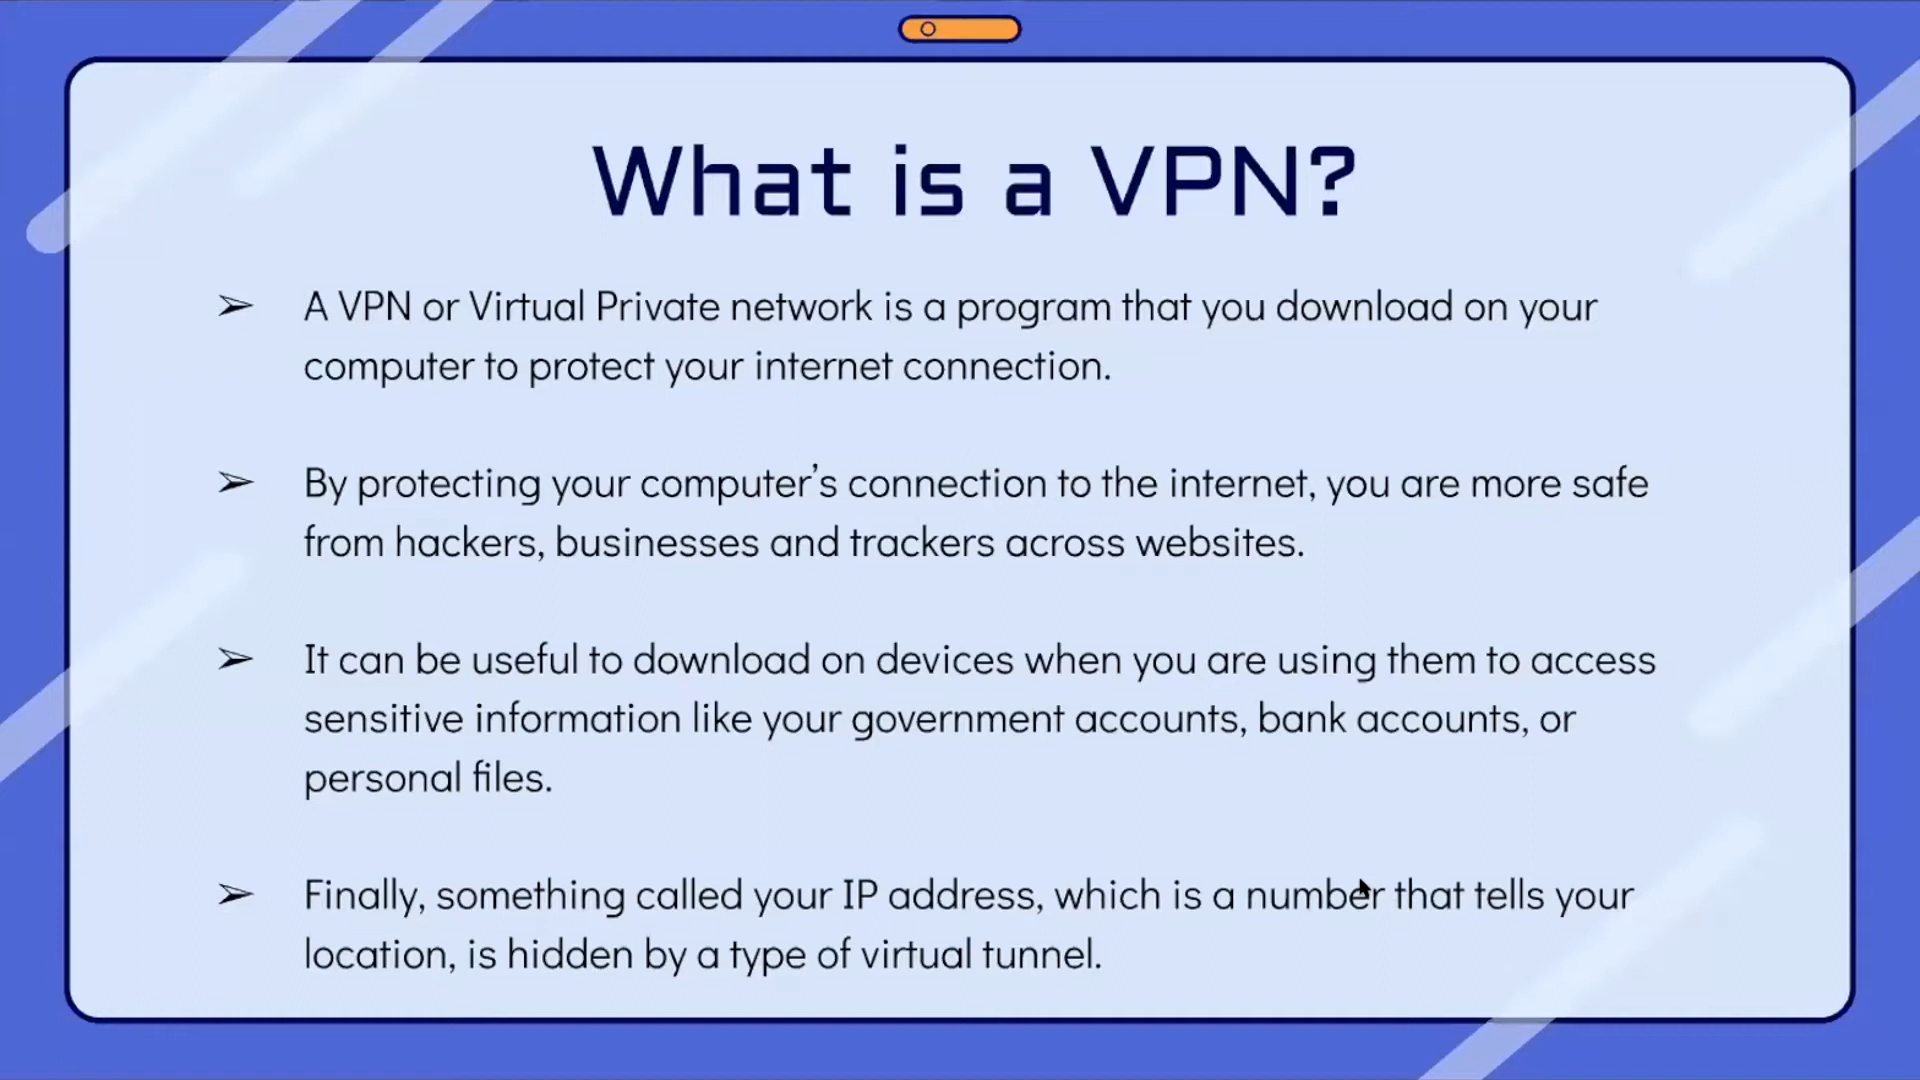 What is a VPN?
➢ A VPN or Virtual Private network is a program that you download on your
computer to protect your internet connection.
➢ By protecting your computer’s connection to the internet, you are more safe
from hackers, businesses and trackers across websites.
➢ It can be useful to download on devices when you are using them to access
sensitive information like your government accounts, bank accounts, or
personal files.
➢ Finally, something called your IP address, which is a number that tells your
location, is hidden by a type of virtual tunnel.